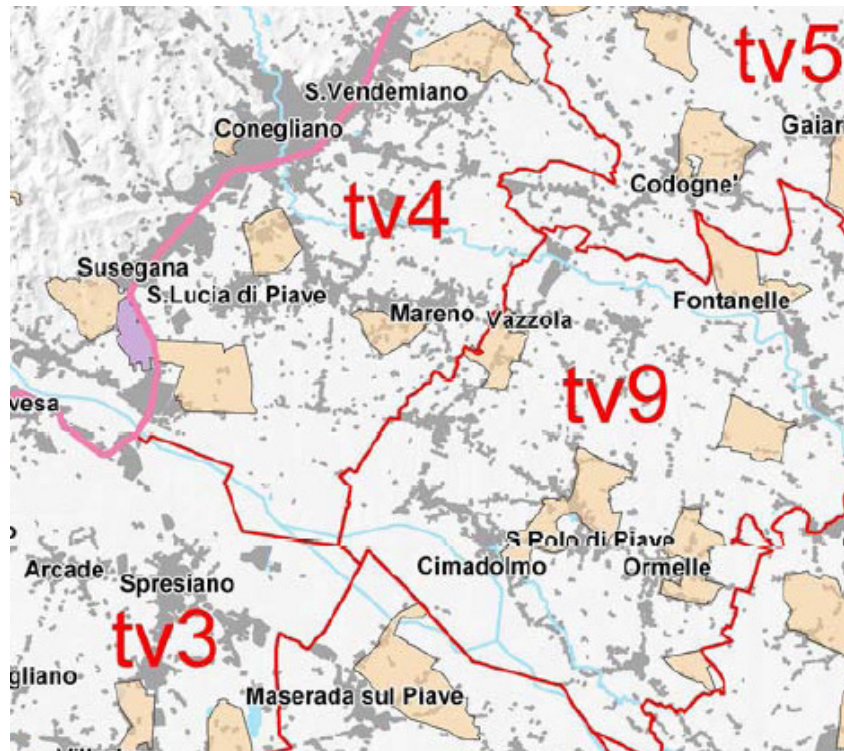 tv5
S.Vendemiano
Conegliano
Gaiar
Codogne'
tv4
Susegana
S.Lucia di Piave
Fontanelle
Mareno
Vazzola
tv9
vesa
S.Polo di Piave
Cimadolmo
Ormelle
Arcade
Spresiano
tv3
gliano
Maserada sul Piave